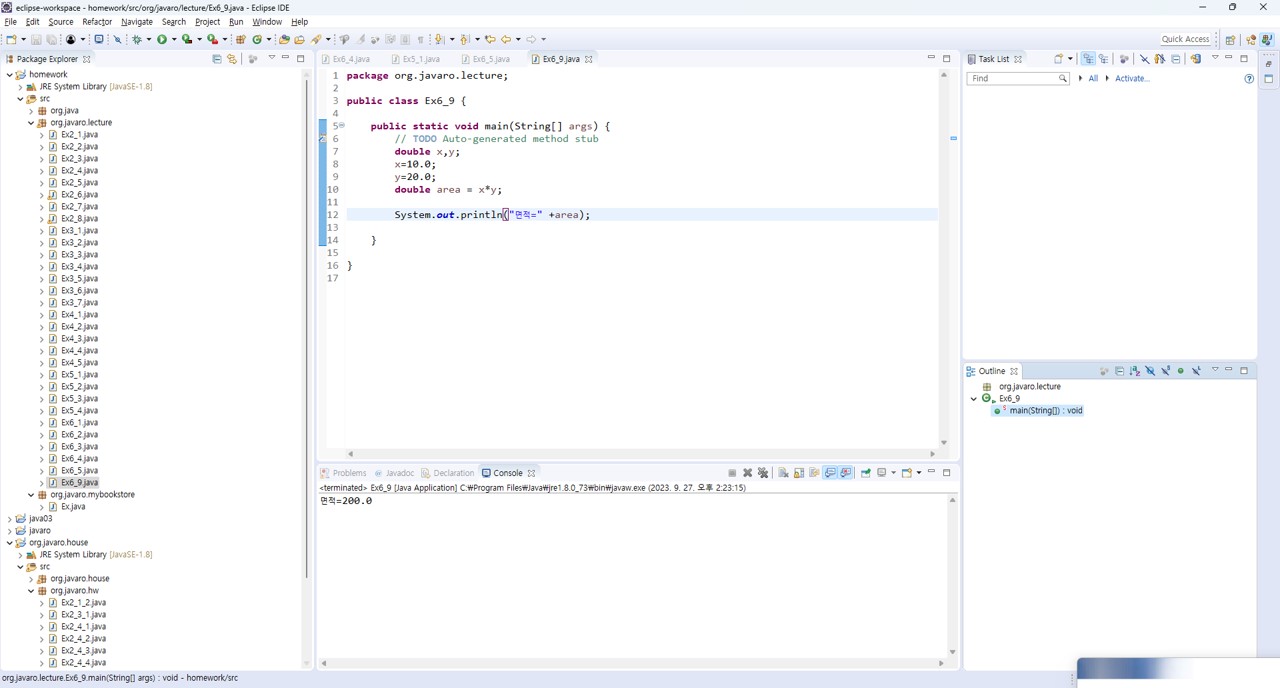 eclipse-workspace - homework/src/org/javaro/lecture/Ex6_9.java - Eclipse IDE
File Edit Source Refactor Navigate Search Project Run Window Help
Quick Access
Package Explorer
homework
JRE System Library [JavaSE-1.8]
src
org.java
org.javaro.lecture
Ex2_1.java
Ex2_2.java
Ex2_3.java
Ex2_4.java
Ex2_5.java
Ex2_6.java
Ex2_7.java
Ex2_8.java
Ex3_1.java
Ex3_2.java
Ex3_3.java
Ex3_4.java
Ex3_5.java
Ex3_6.java
Ex3_7.java
Ex4_1.java
Ex4_2.java
Ex4_3.java
Ex4_4.java
Ex4_5.java
Ex5_1.java
Ex5_2.java
Ex5_3.java
Ex5_4.java
Ex6_1.java
Ex6_2.java
Ex6_3.java
Ex6_4.java
Ex6_5.java
Ex6_9.java
org.javaro.mybookstore
Ex.java
java03
javaro
org.javaro.house
JRE System Library [JavaSE-1.8]
src
org.javaro.house
org.javaro.hw
Ex2_1_2.java
Ex2_3_1.java
Ex2_4_1.java
Ex2_4_2.java
Ex2_4_3.java
Ex2_4_4.java
Ex6_4.java Ex5_1.java Ex6_5.java Ex6_9.java
1 package org.javaro.lecture;
2
3 public class Ex6_9 {
4
5 public static void main(String[] args) {
6 // TODO Auto-generated method stub
7 double x,y;
8 x=10.0;
9 y=20.0;
10 double area = x*y;
11
12 System.out.println("면적=" +area);
13
14 }
15
16 }
17
Problems Javadoc Declaration Console
<terminated> Ex6_9 [Java Application] C:₩Program Files₩Java₩jre1.8.0_73₩bin₩javaw.exe (2023. 9. 27. 오후 2:23:15)
면적=200.0
Task List
Find All Activate...
Outline
org.javaro.lecture
Ex6_9
main(String[]) : void
org.javaro.lecture.Ex6_9.main(String[] args) : void - homework/src